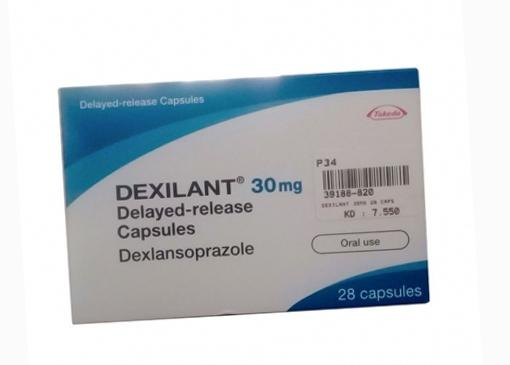 Delayed-release Capsules
Takeda
P34
39188-820
DEXILANT 30MG 28 CAPS
KD : 7.550
DEXILANT® 30mg
Delayed-release
Capsules
Dexlansoprazole
Oral use
28 capsules